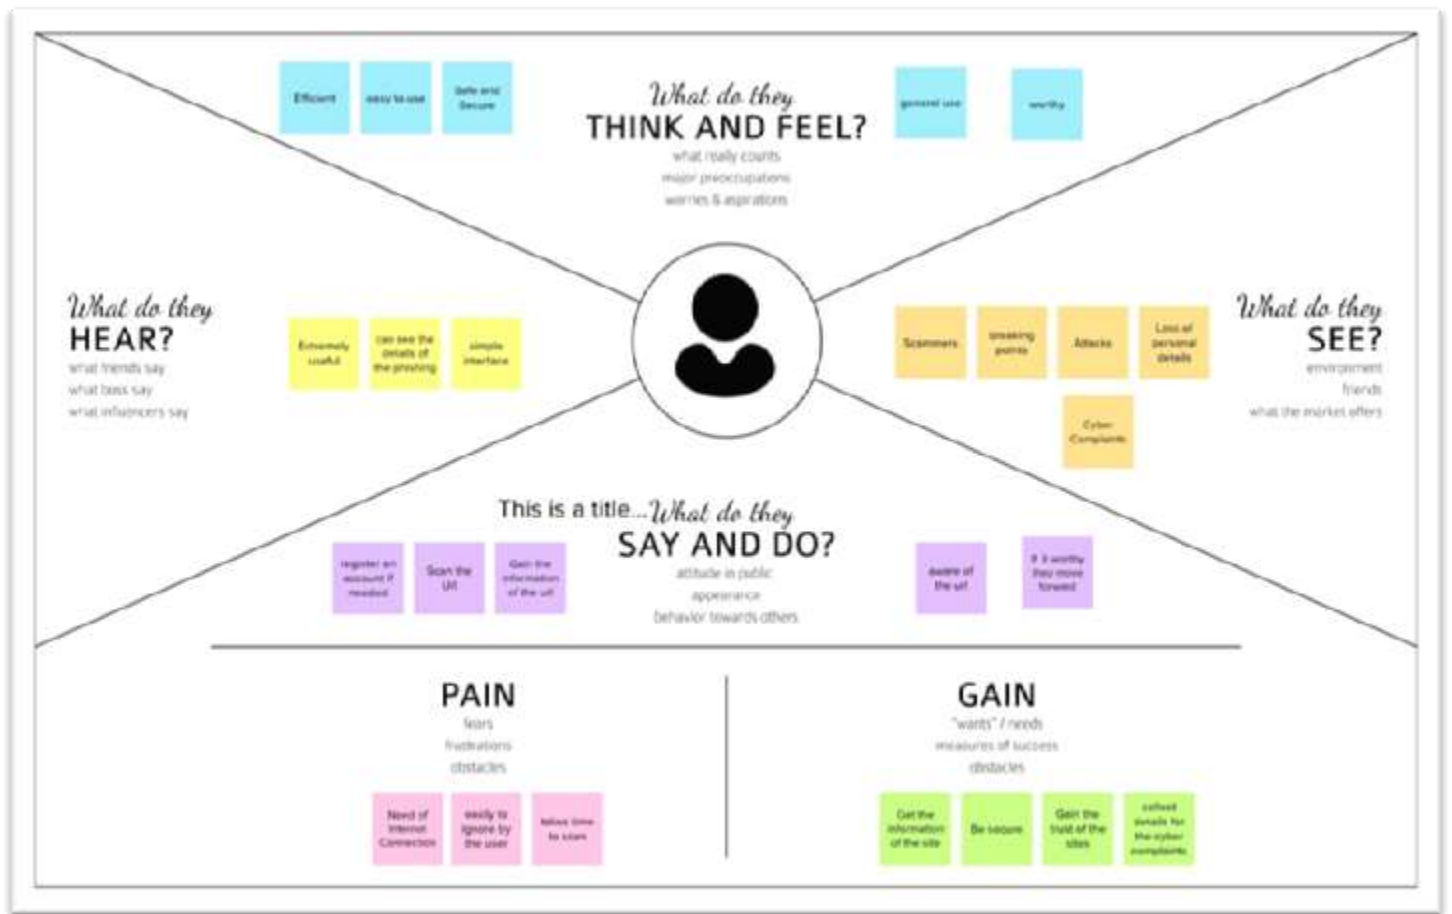 Efficient
easy to use
Safe and
Secure
What do they
THINK AND FEEL?
what really counts
major preoccupations
worries & aspirations
general use
worthy
What do they
HEAR?
what friends say
what boss say
what influencers say
Extremely
useful
can see the
details of
the phishing
simple
interface
Scammers
breaking
points
Attacks
Loss of
personal
details
Cyber
Complaints
What do they
SEE?
environment
friends
what the market offers
This is a title...
What do they
SAY AND DO?
attitude in public
appearance
behavior towards others
register an
account if
needed
Scan the
Url
Gain the
information
of the url
aware of
the url
if it worthy
they move
forward
PAIN
fears
frustrations
obstacles
Need of
Internet
Connection
easily to
ignore by
the user
takes time
to scan
GAIN
"wants" / needs
measures of success
obstacles
Get the
information
of the site
Be secure
Gain the
trust of the
sites
collect
details for
the cyber
complaints